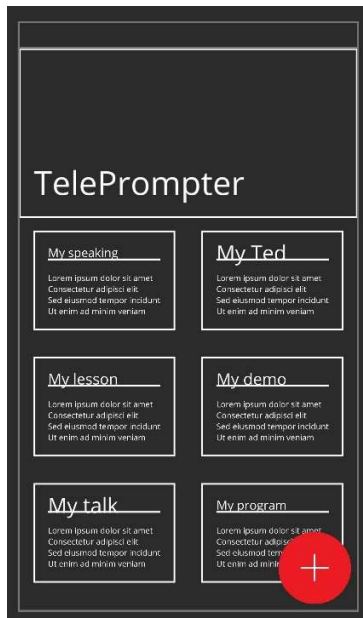 TelePrompter
My speaking
Lorem ipsum dolor sit amet
Consectetur adipisci elit
Sed eiusmod tempor incidunt
Ut enim ad minim veniam
My Ted
Lorem ipsum dolor sit amet
Consectetur adipisci elit
Sed eiusmod tempor incidunt
Ut enim ad minim veniam
My lesson
Lorem ipsum dolor sit amet
Consectetur adipisci elit
Sed eiusmod tempor incidunt
Ut enim ad minim veniam
My demo
Lorem ipsum dolor sit amet
Consectetur adipisci elit
Sed eiusmod tempor incidunt
Ut enim ad minim veniam
My talk
Lorem ipsum dolor sit amet
Consectetur adipisci elit
Sed eiusmod tempor incidunt
Ut enim ad minim veniam
My program
Lorem ipsum dolor sit amet
Consectetur
Sed eiusmod
Ut enim ad